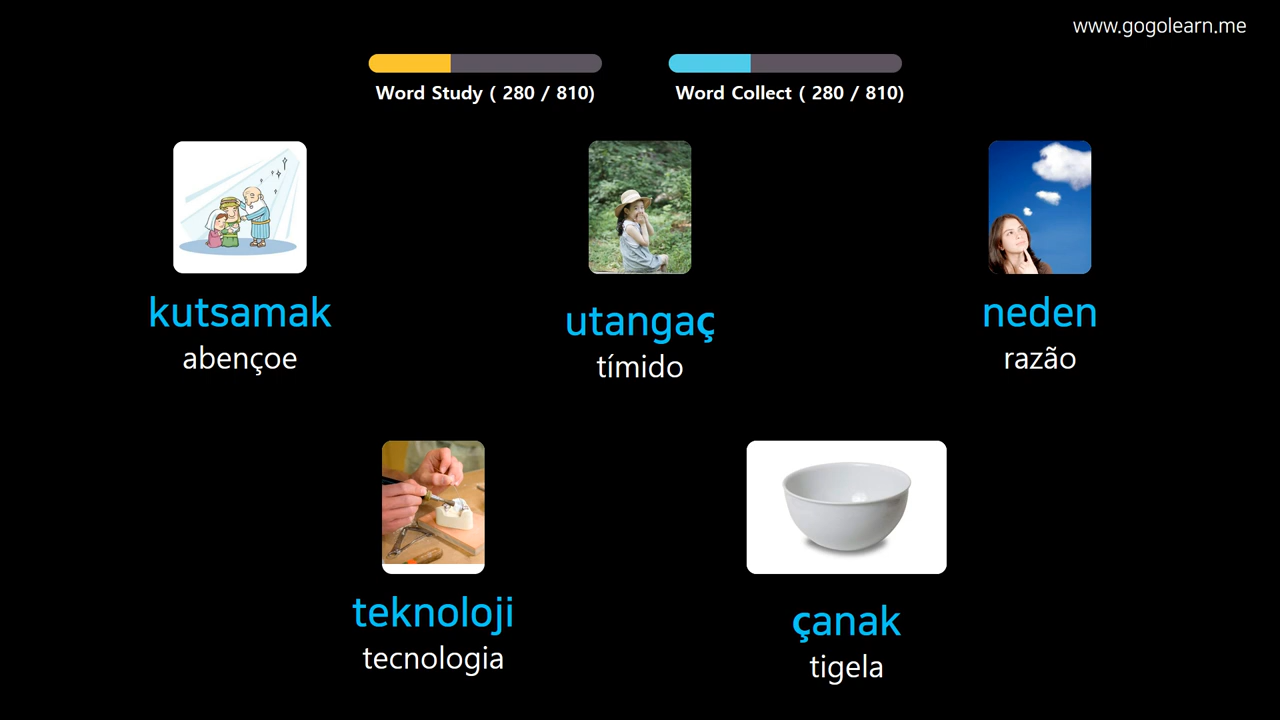 www.gogolearn.me
Word Study ( 280 / 810)
Word Collect ( 280 / 810)
kutsamak
abençoe
utangaç
tímido
neden
razão
teknoloji
tecnologia
çanak
tigela